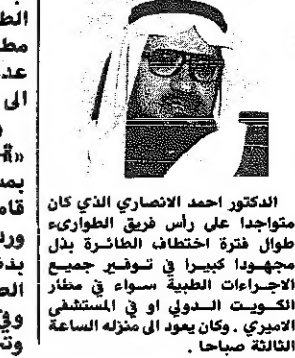 الدكتور احمد الانصاري الذي كان
متواجدا على رأس فريق الطوارىء
طوال فترة اختطاف الطائرة بذل
مجهودا كبيرا في توفير جميع
الاجراءات الطبية سواء في مطار
الكويت الدولي او في المستشفى
الاميري . وكان يعود الى منزله الساعة
الثالثة صباحا .
الى